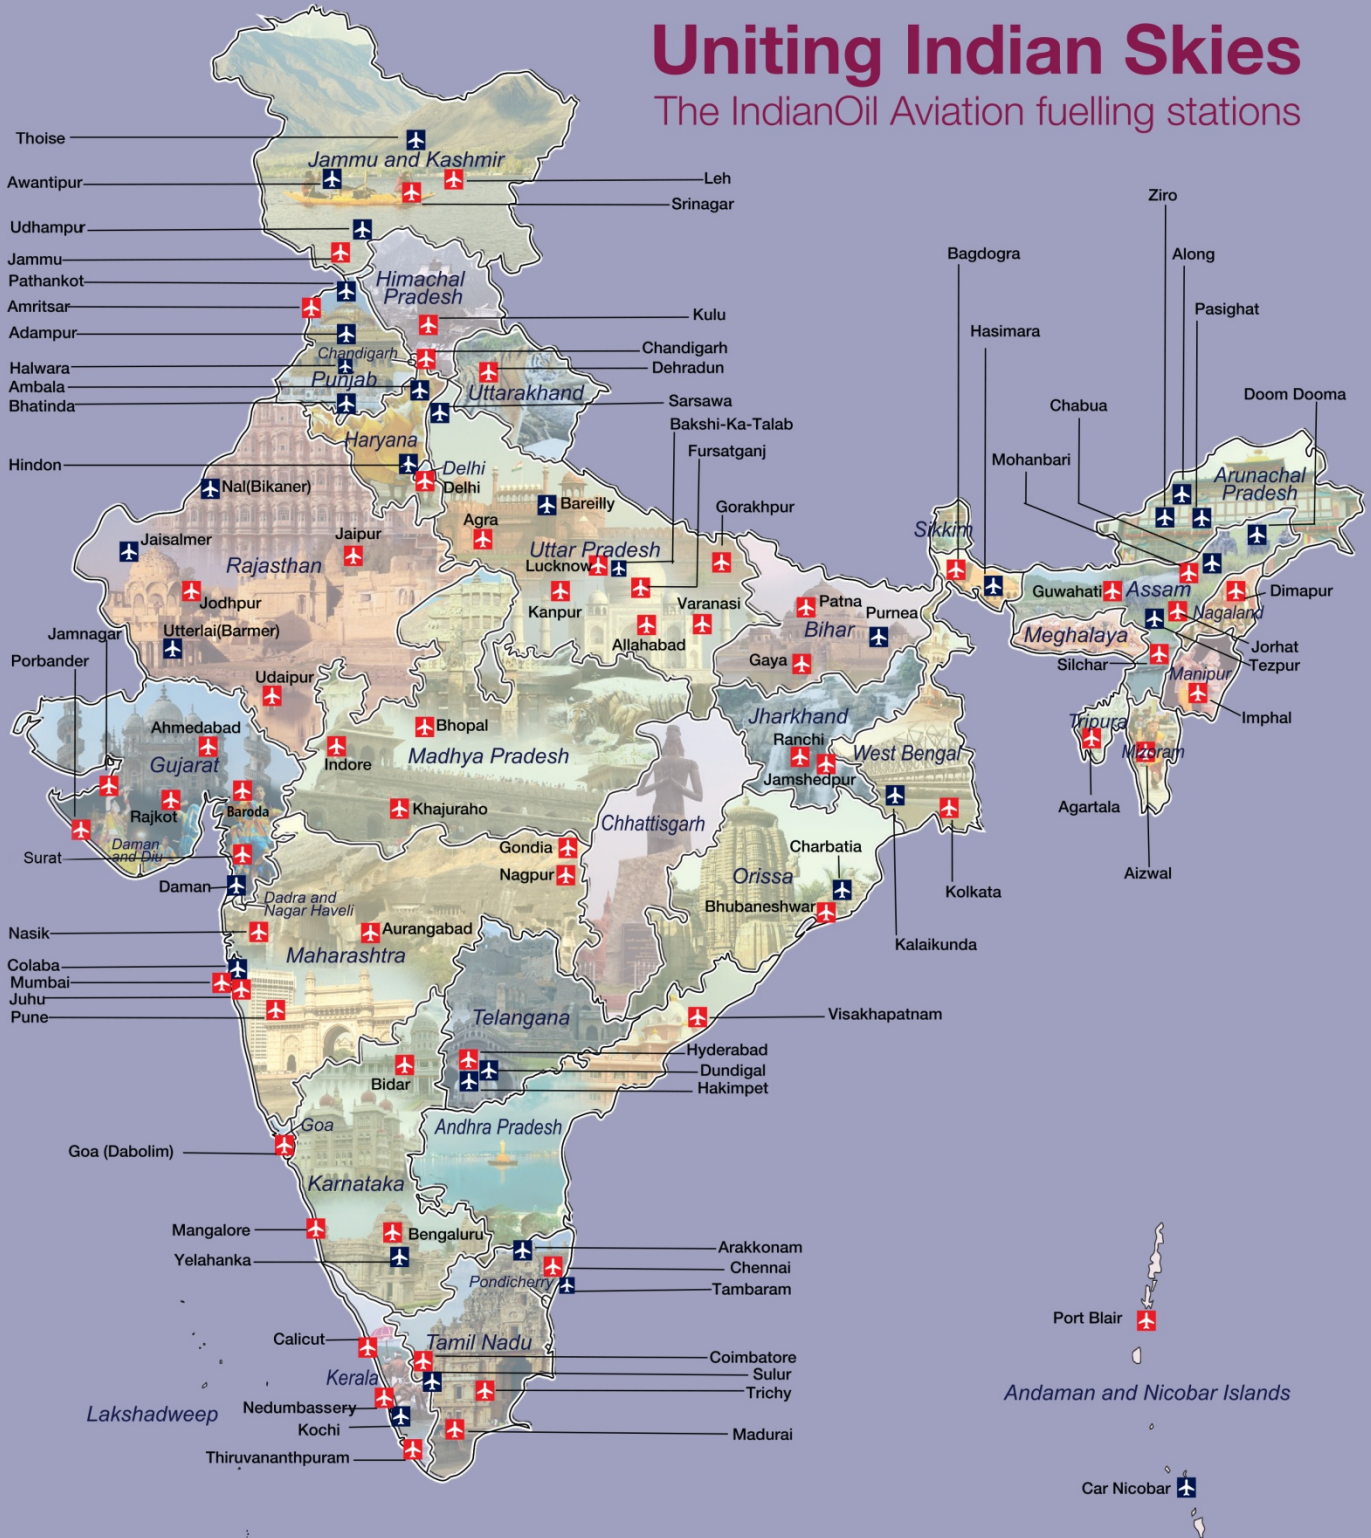 Uniting Indian Skies
The IndianOil Aviation fuelling stations
Thoise
Jammu and Kashmir
Awantipur
Leh
Srinagar
Udhampur
Jammu
Pathankot
Himachal
Pradesh
Amritsar
Kulu
Adampur
Chandigarh
Chandigarh
Halwara
Dehradun
Punjab
Ambala
Uttarakhand
Bhatinda
Sarsawa
Bakshi-Ka-Talab
Haryana
Fursatganj
Hindon
Delhi
Delhi
Nal(Bikaner)
Bareilly
Gorakhpur
Agra
Jaipur
Jaisalmer
Uttar Pradesh
Rajasthan
Lucknow
Jodhpur
Kanpur
Varanasi
Allahabad
Utterlai(Barmer)
Ziro
Along
Bagdogra
Pasighat
Hasimara
Doom Dooma
Chabua
Mohanbari
Arunachal
Pradesh
Sikkim
Guwahati
Assam
Dimapur
Nagaland
Meghalaya
Jorhat
Tezpur
Silchar
Manipur
Imphal
Tripura
Mizoram
Agartala
Aizwal
Patna
Purnea
Bihar
Gaya
Jamnagar
Porbander
Udaipur
Ahmedabad
Gujarat
Bhopal
Indore
Madhya Pradesh
Jharkhand
Ranchi
Jamshedpur
West Bengal
Rajkot
Baroda
Khajuraho
Chhattisgarh
Daman
and Diu
Surat
Gondia
Nagpur
Charbatia
Orissa
Bhubaneshwar
Kolkata
Kalaikunda
Daman
Dadra and
Nagar Haveli
Nasik
Aurangabad
Maharashtra
Colaba
Mumbai
Juhu
Pune
Telangana
Visakhapatnam
Hyderabad
Dundigal
Hakimpet
Bidar
Goa
Andhra Pradesh
Goa (Dabolim)
Karnataka
Mangalore
Bengaluru
Yelahanka
Arakkonam
Chennai
Pondicherry
Tambaram
Calicut
Tamil Nadu
Coimbatore
Sulur
Kerala
Trichy
Nedumbassery
Lakshadweep
Kochi
Madurai
Thiruvananthpuram
Port Blair
Andaman and Nicobar Islands
Car Nicobar